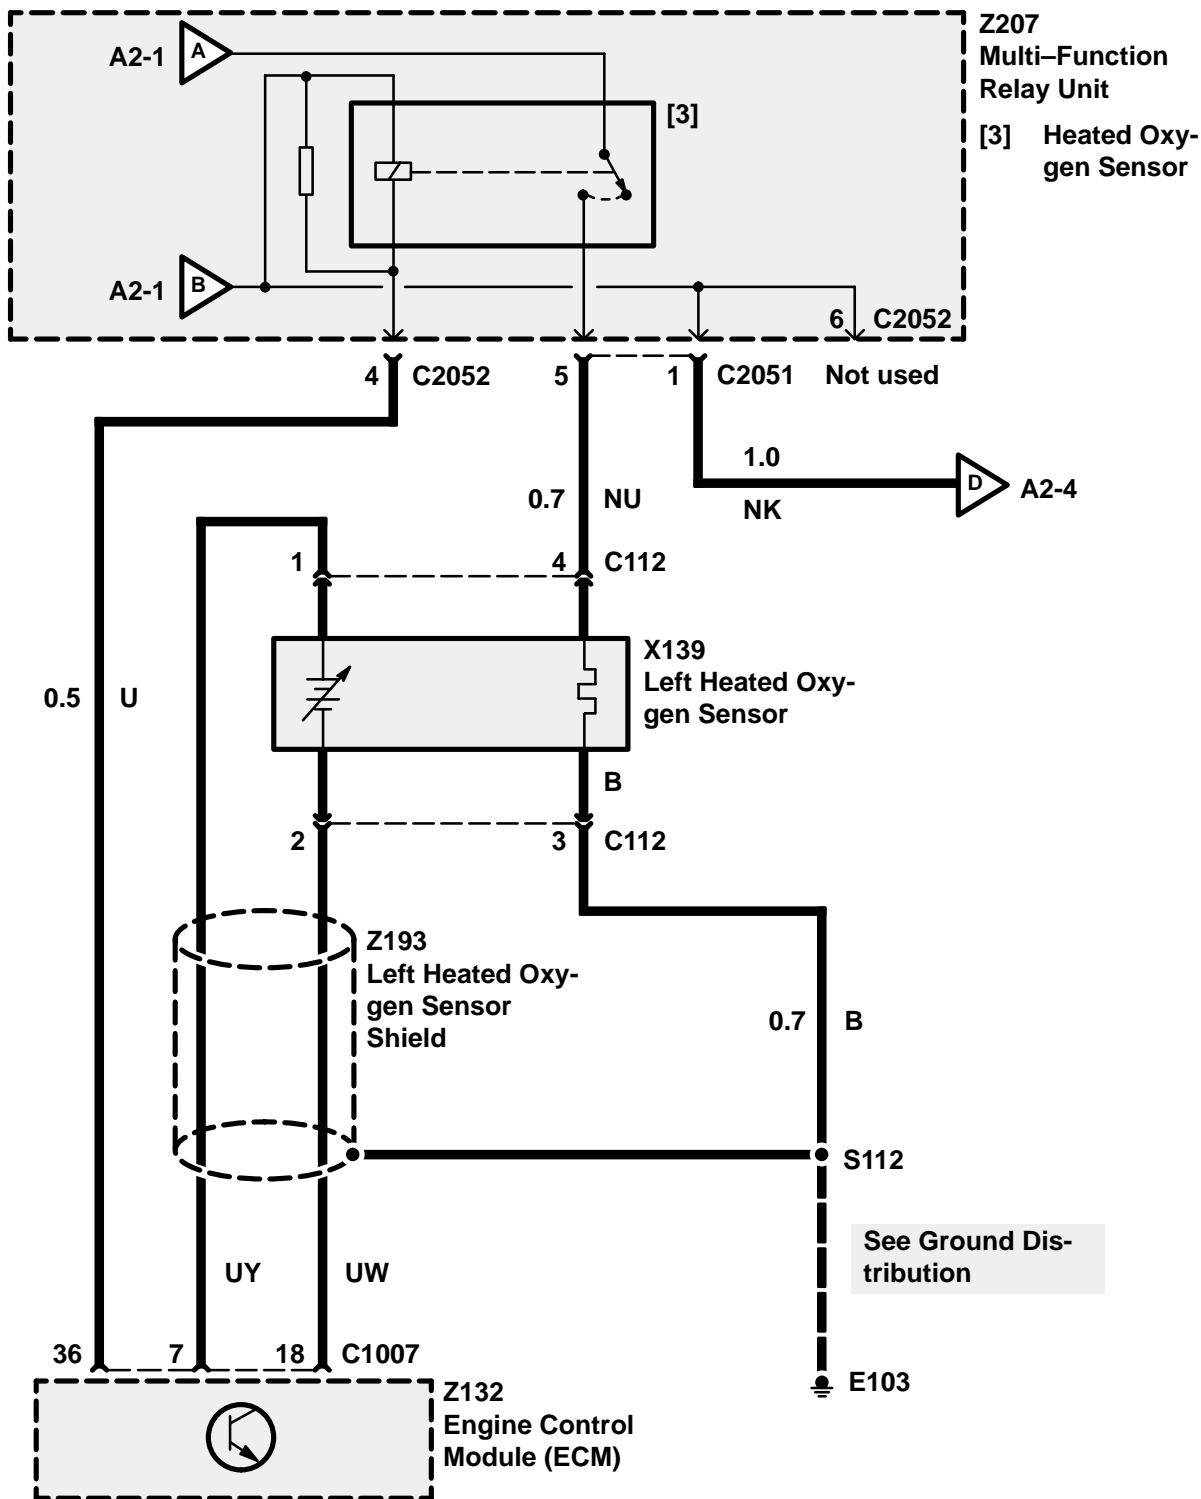 Z207
Multi–Function
Relay Unit
[3] Heated Oxy-
gen Sensor
A2-1 A
[3]
A2-1 B
6 C2052
4 C2052 5 1 C2051 Not used
1.0
D A2-4
NK
0.7 NU
1 4 C112
X139
Left Heated Oxy-
gen Sensor
0.5 U
B
2 3 C112
Z193
Left Heated Oxy-
gen Sensor
Shield
0.7 B
S112
See Ground Dis-
tribution
UY UW
36 7 18 C1007
E103
Z132
Engine Control
Module (ECM)